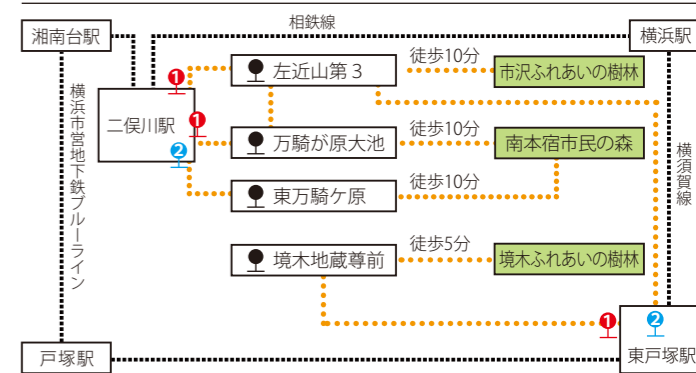 相鉄線
湘南台駅
横浜駅
❶
左近山第3
徒歩10分
市沢ふれあいの樹林
横浜市営地下鉄ブルーライン
二俣川駅
❶
❷
万騎が原大池
徒歩10分
南本宿市民の森
横須賀線
東万騎ケ原
徒歩10分
境木地蔵尊前
徒歩5分
境木ふれあいの樹林
❶
❷
戸塚駅
東戸塚駅